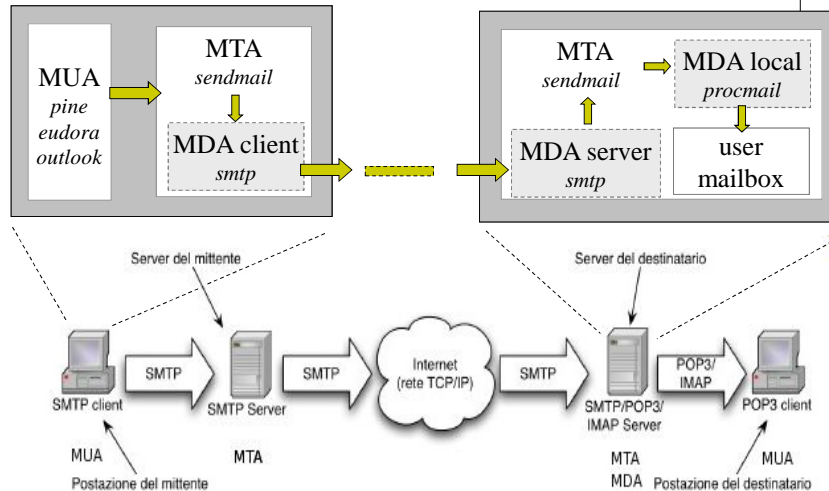 MUA
pine
eudora
outlook
MTA
sendmail
MDA client
smtp
MTA
sendmail
MDA local
procmail
MDA server
smtp
user
mailbox
Server del mittente
Server del destinatario
SMTP
SMTP
Internet
(rete TCP/IP)
SMTP
POP3/
IMAP
SMTP client
SMTP Server
SMTP/POP3/
IMAP Server
POP3 client
MUA
MTA
MTA
MDA
MUA
Postazione del mittente
Postazione del destinatario